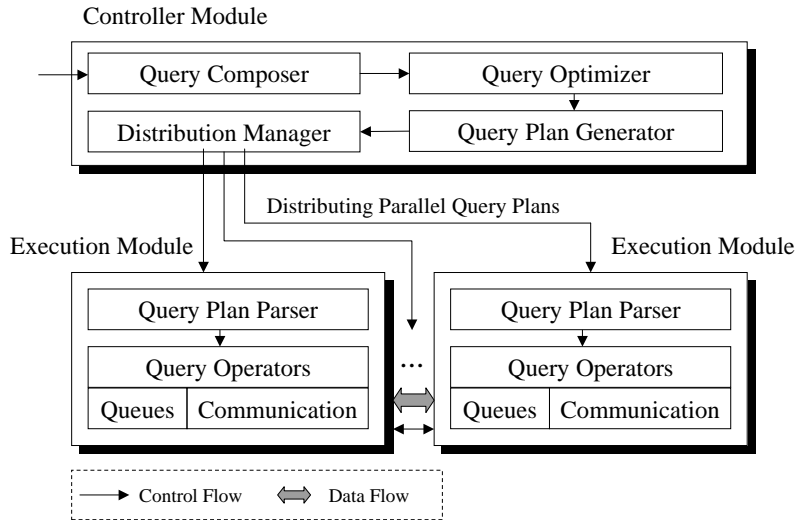 Controller Module
Query Composer
Query Optimizer
Distribution Manager
Query Plan Generator
Distributing Parallel Query Plans
Execution Module
Execution Module
Query Plan Parser
Query Plan Parser
Query Operators
...
Query Operators
Queues
Communication
Queues
Communication
Control Flow
Data Flow